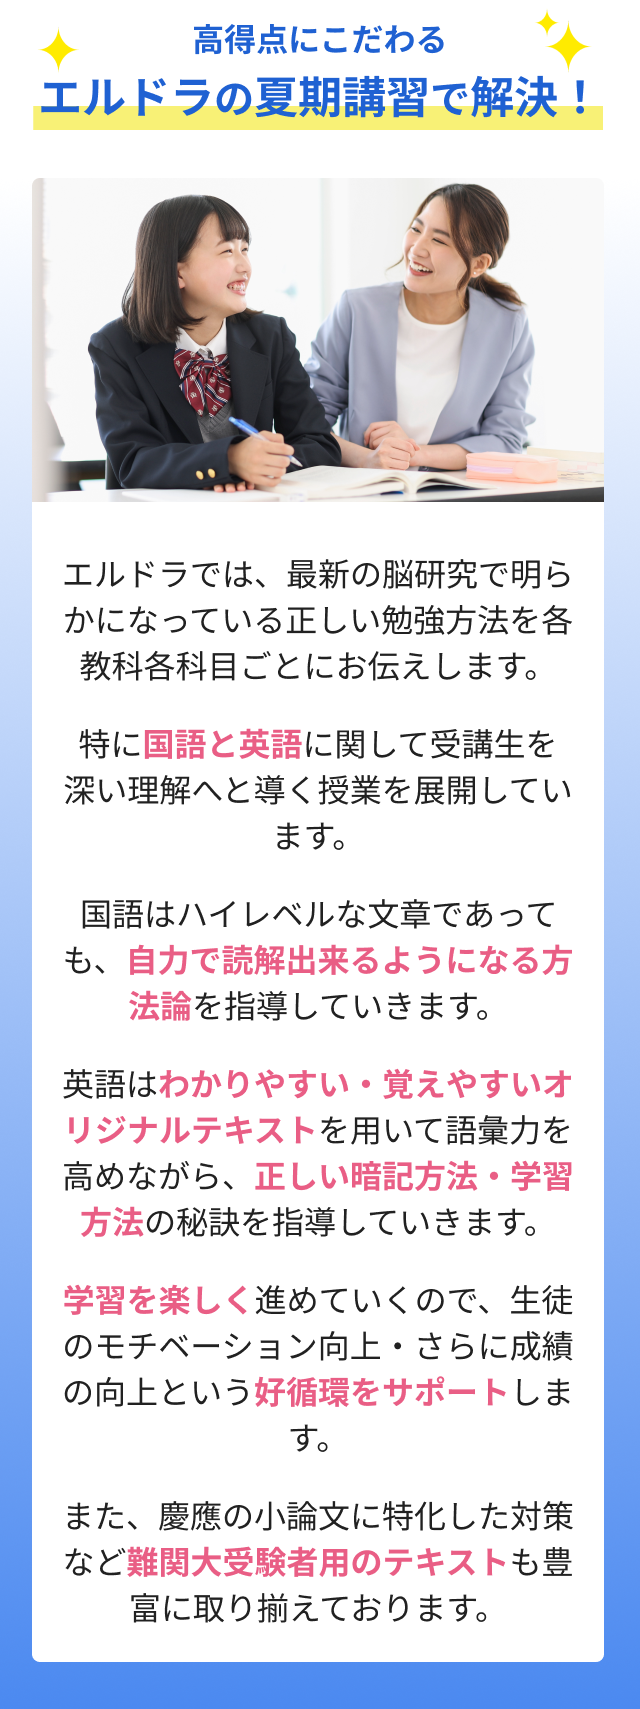 高得点にこだわる
エルドラの夏期講習で解決！
エルドラでは、最新の脳研究で明ら
かになっている正しい勉強方法を各
教科各科目ごとにお伝えします。
特に国語と英語に関して受講生を
深い理解へと導く授業を展開してい
ます。
国語はハイレベルな文章であって
も、自力で読解出来るようになる方
法論を指導していきます。
英語はわかりやすい・覚えやすいオ
リジナルテキストを用いて語彙力を
高めながら、正しい暗記方法・学習
方法の秘訣を指導していきます。
学習を楽しく進めていくので、生徒
のモチベーション向上・さらに成績
の向上という好循環をサポートしま
す。
また、慶應の小論文に特化した対策
など難関大受験者用のテキストも豊
富に取り揃えております。